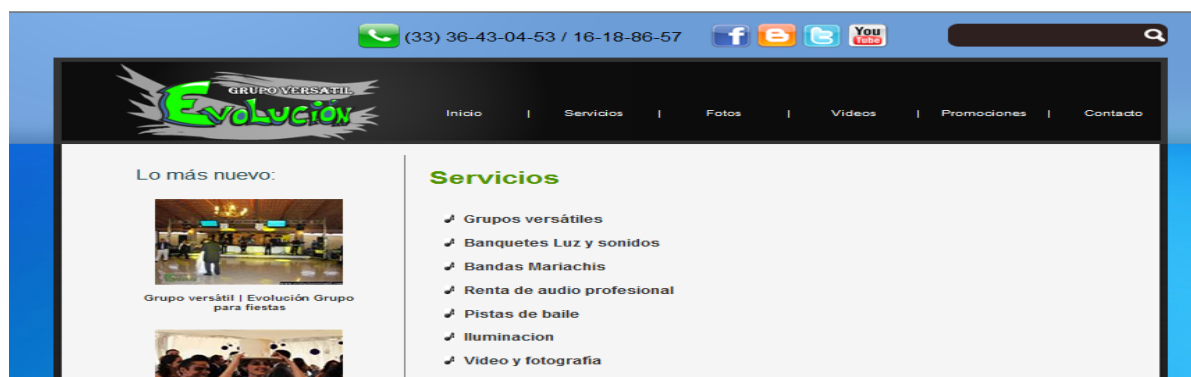 (33) 36-43-04-53 / 16-18-86-57
You
Tube
GRUPO VERSATIL
Evolución
Inicio | Servicios | Fotos | Videos | Promociones | Contacto
Lo más nuevo:
Grupo versátil | Evolución Grupo
para fiestas
Servicios
Grupos versátiles
Banquetes Luz y sonidos
Bandas Mariachis
Renta de audio profesional
Pistas de baile
Iluminacion
Video y fotografía